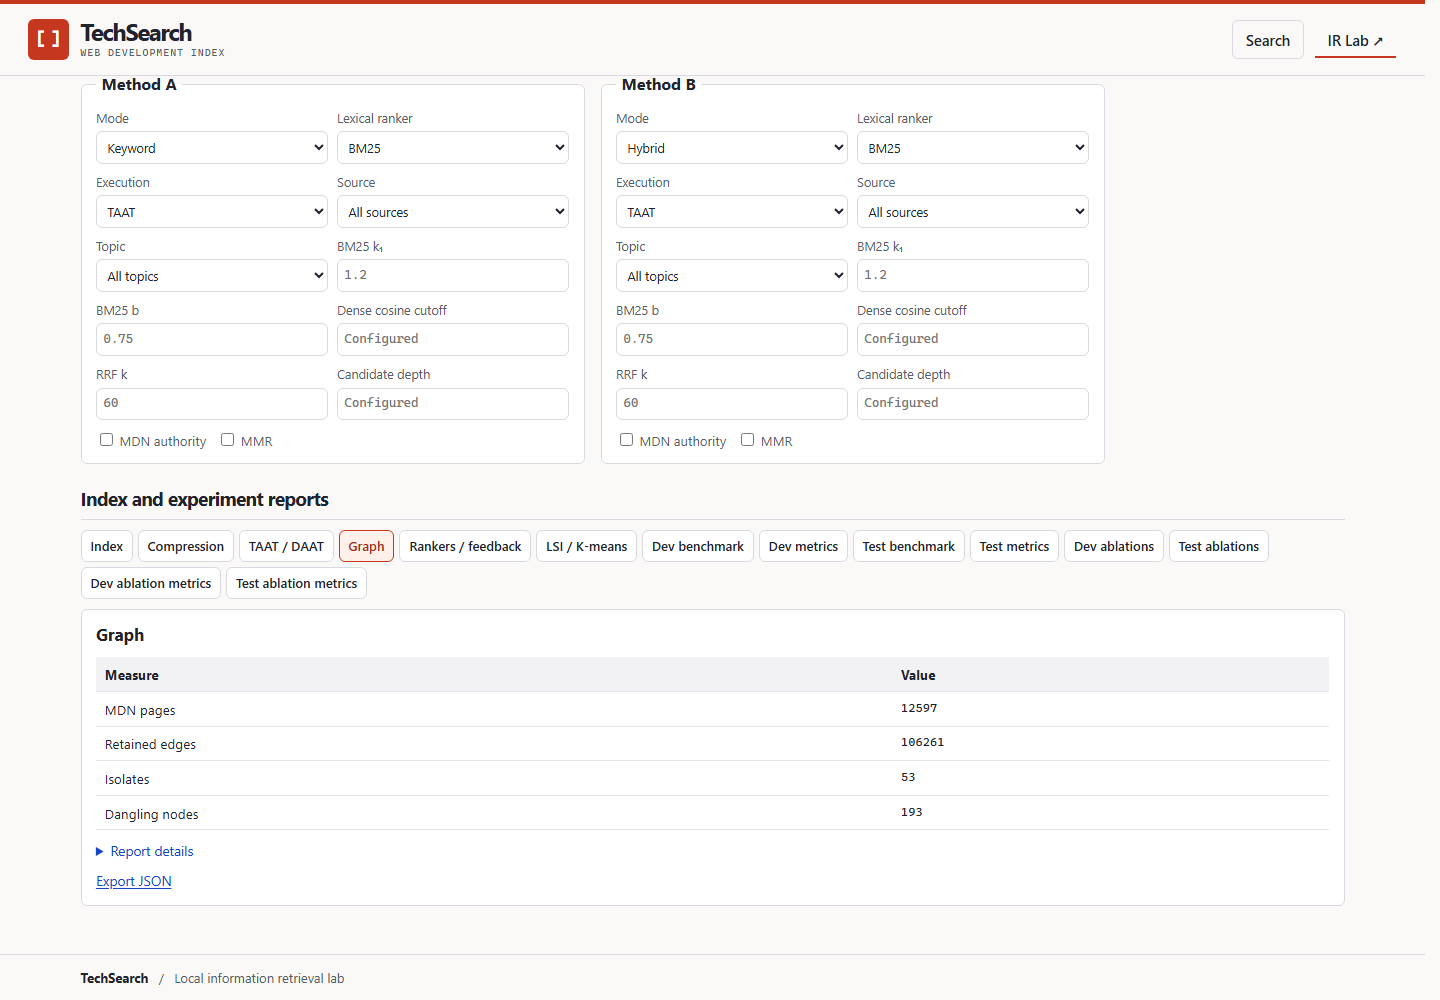 [ ] TechSearch
WEB DEVELOPMENT INDEX
Search
IR Lab ↗
Method A
Mode
Lexical ranker
Keyword
BM25
Execution
Source
TAAT
All sources
Topic
BM25 k₁
All topics
1.2
BM25 b
Dense cosine cutoff
0.75
Configured
RRF k
Candidate depth
60
Configured
MDN authority
MMR
Method B
Mode
Lexical ranker
Hybrid
BM25
Execution
Source
TAAT
All sources
Topic
BM25 k₁
All topics
1.2
BM25 b
Dense cosine cutoff
0.75
Configured
RRF k
Candidate depth
60
Configured
MDN authority
MMR
Index and experiment reports
Index
Compression
TAAT / DAAT
Graph
Rankers / feedback
LSI / K-means
Dev benchmark
Dev metrics
Test benchmark
Test metrics
Dev ablations
Test ablations
Dev ablation metrics
Test ablation metrics
Graph
Measure Value
MDN pages 12597
Retained edges 106261
Isolates 53
Dangling nodes 193
▶ Report details
Export JSON
TechSearch / Local information retrieval lab